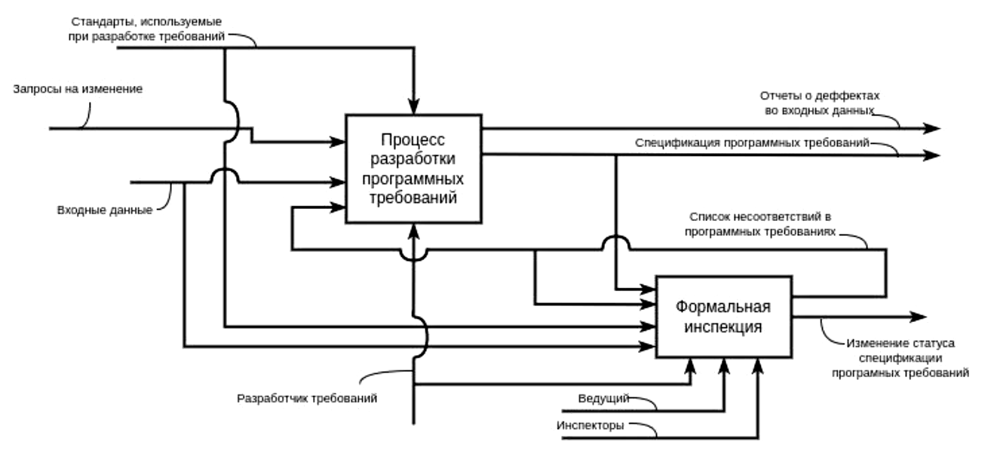 Стандарты, используемые
при разработке требований
Запросы на изменение
Отчеты о деффектах
во входных данных
Спецификация программных требований
Процесс
разработки
программных
требований
Входные данные
Список несоответствий в
программных требованиях
Формальная
инспекция
Изменение статуса
спецификации
програмных требований
Разработчик требований
Ведущий
Инспекторы